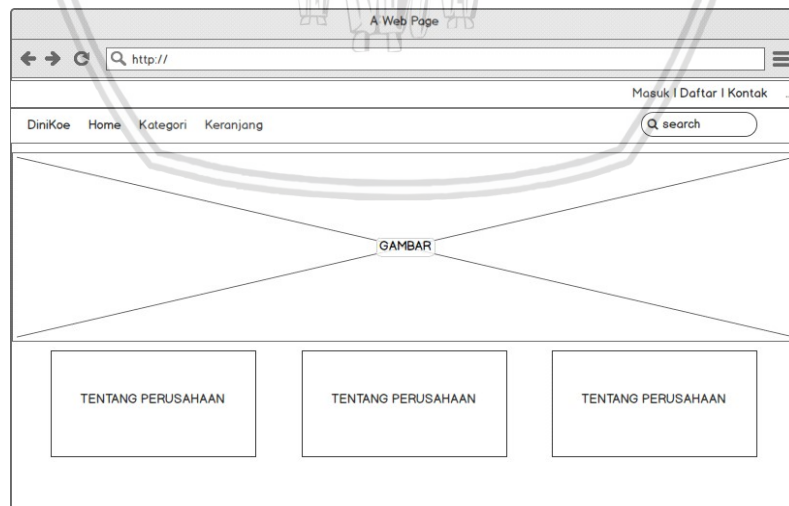 A Web Page
http://
Masuk | Daftar | Kontak
DiniKoe Home Kategori Keranjang
search
GAMBAR
TENTANG PERUSAHAAN TENTANG PERUSAHAAN TENTANG PERUSAHAAN